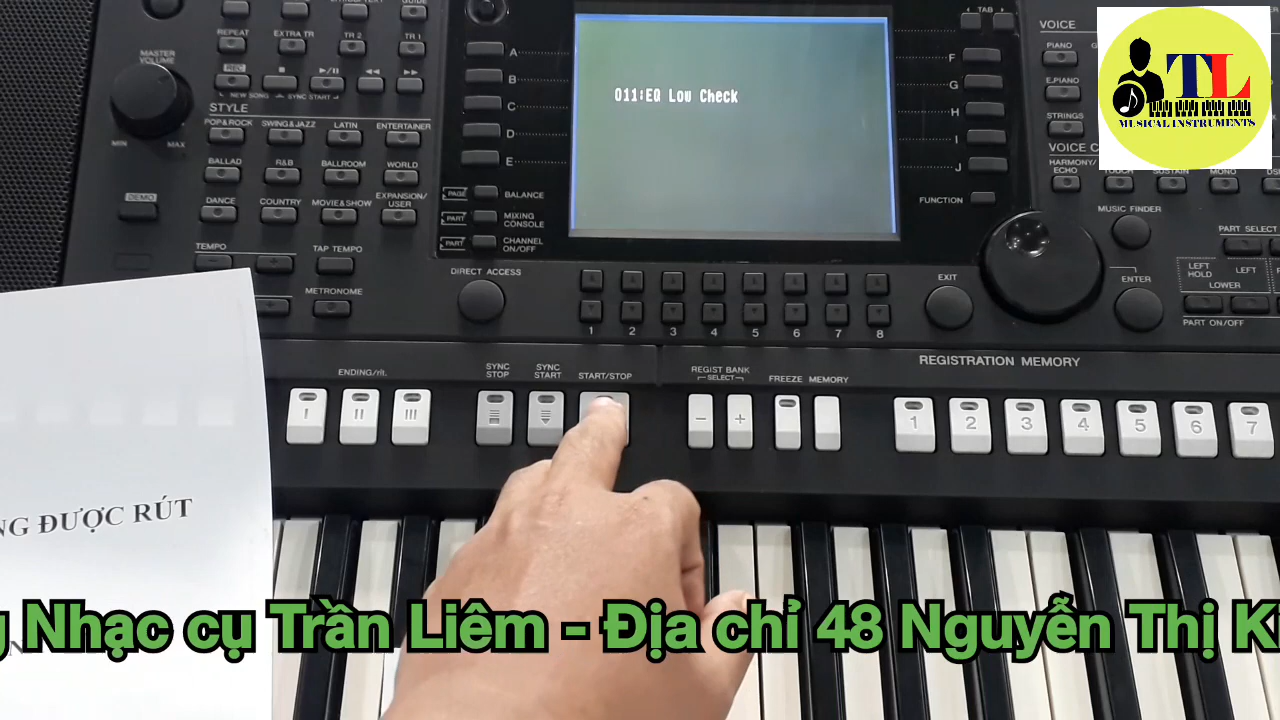 GUIDE
TAB
REPEAT
EXTRA TR
TR 2
TR 1
REC
NEW SONG
SYNC START
MASTER
VOLUME
MIN
MAX
STYLE
POP&ROCK
SWING&JAZZ
LATIN
ENTERTAINER
BALLAD
R&B
BALLROOM
WORLD
DANCE
COUNTRY
MOVIE&SHOW
EXPANSION/
USER
DEMO
TEMPO
TAP TEMPO
METRONOME
A
B
C
D
E
PAGE
BALANCE
PART
MIXING
CONSOLE
PART
CHANNEL
ON/OFF
DIRECT ACCESS
011:EQ Low Check
F
G
H
I
J
FUNCTION
1 2 3 4 5 6 7 8
EXIT
ENTER
VOICE
PIANO
E.PIANO
STRINGS
VOICE C
HARMONY/
ECHO
TOUCH
SUSTAIN
MONO
MUSIC FINDER
PART SELECT
LEFT
HOLD
LEFT
LOWER
PART ON/OFF
TL
MUSICAL INSTRUMENTS
ENDING/rit.
I
II
III
SYNC
STOP
SYNC
START
START/STOP
REGIST BANK
SELECT
- +
FREEZE
MEMORY
REGISTRATION MEMORY
1 2 3 4 5 6 7
NG ĐƯỢC RÚT
g Nhạc cụ Trần Liêm - Địa chỉ 48 Nguyễn Thị Ki